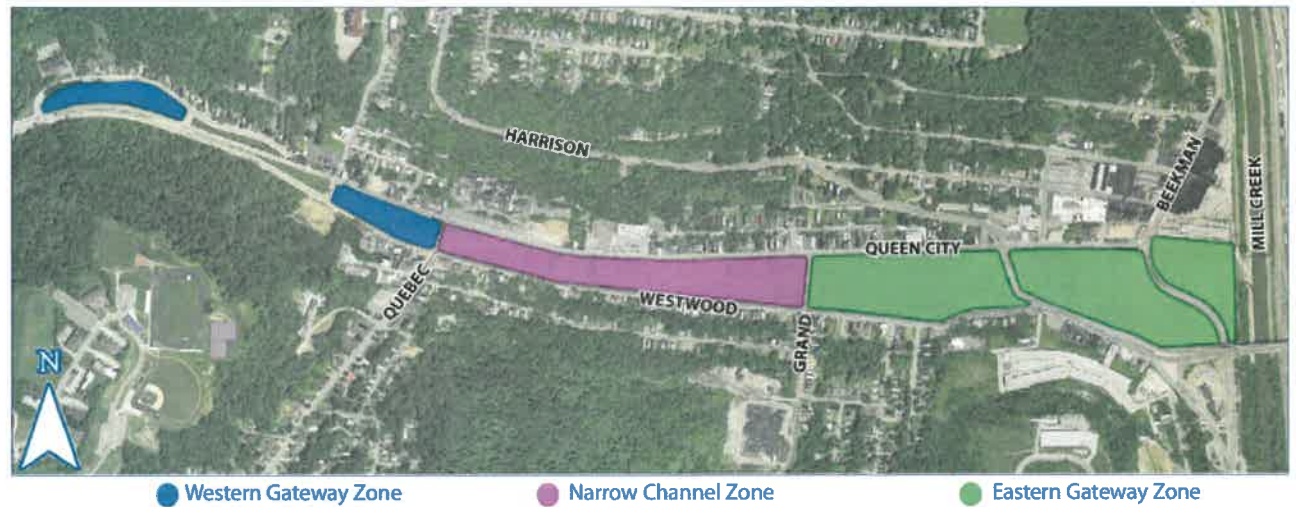 HARRISON
BEEKMAN
MILL CREEK
QUEEN CITY
QUEBEC
WESTWOOD
GRAND
N
Western Gateway Zone
Narrow Channel Zone
Eastern Gateway Zone